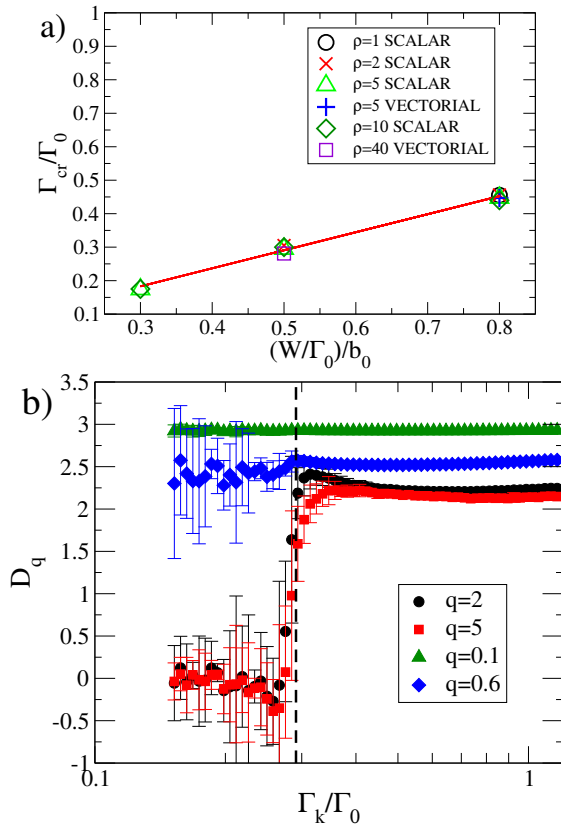 a)
1
0.9
0.8
0.7
0.6
0.5
0.4
0.3
0.2
0.1
Γcr/Γ0
ρ=1 SCALAR
ρ=2 SCALAR
ρ=5 SCALAR
ρ=5 VECTORIAL
ρ=10 SCALAR
ρ=40 VECTORIAL
0.3 0.4 0.5 0.6 0.7 0.8
(W/Γ0)/b0
b)
3.5
3
2.5
2
1.5
1
0.5
0
-0.5
-1
Dq
q=2
q=5
q=0.1
q=0.6
0.1 1
Γk/Γ0